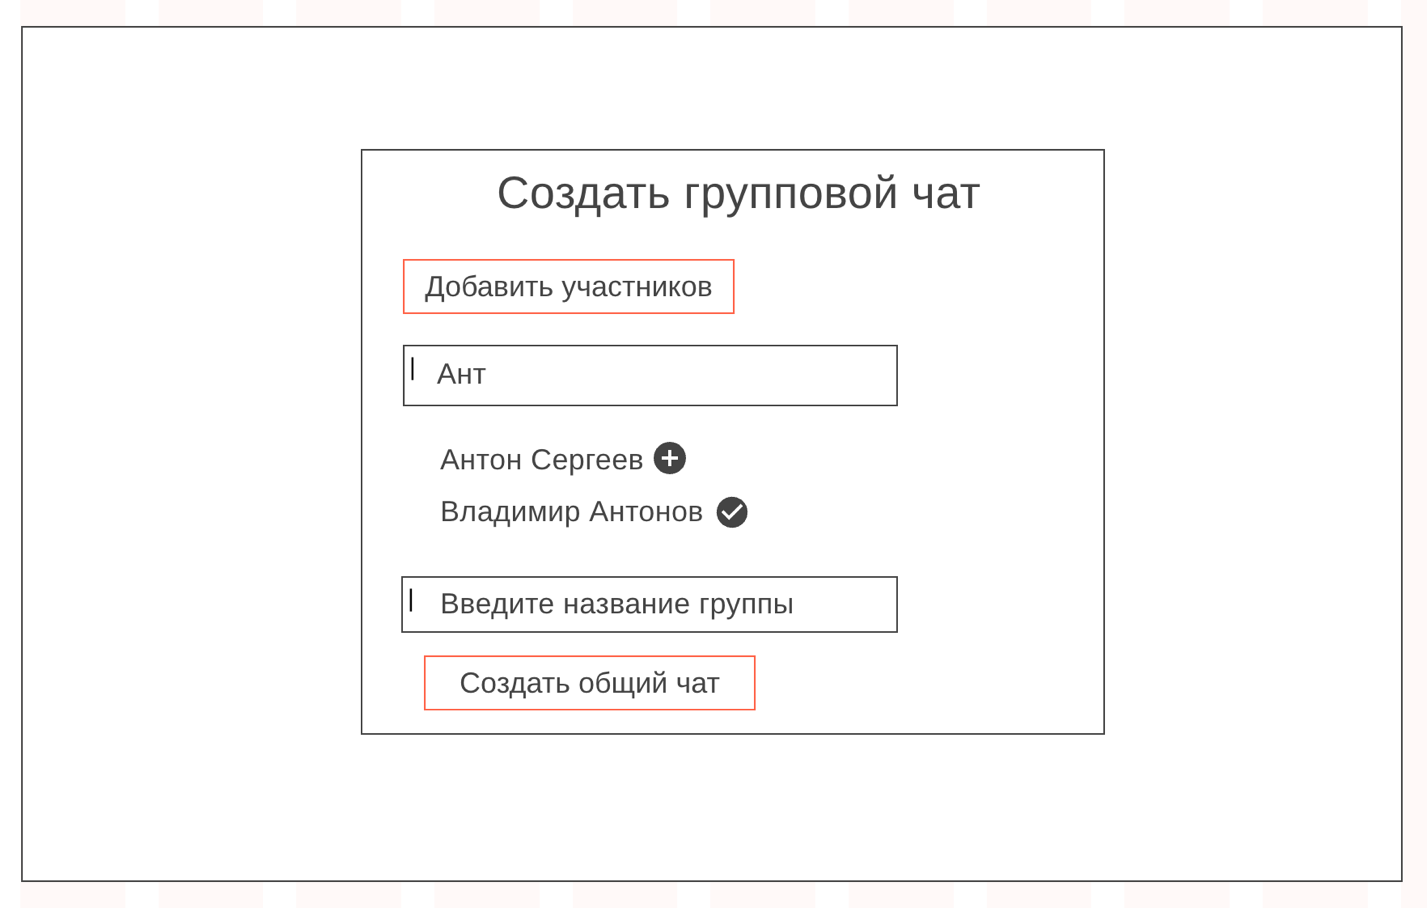 Создать групповой чат
Добавить участников
Ант
Антон Сергеев
Владимир Антонов
Введите название группы
Создать общий чат